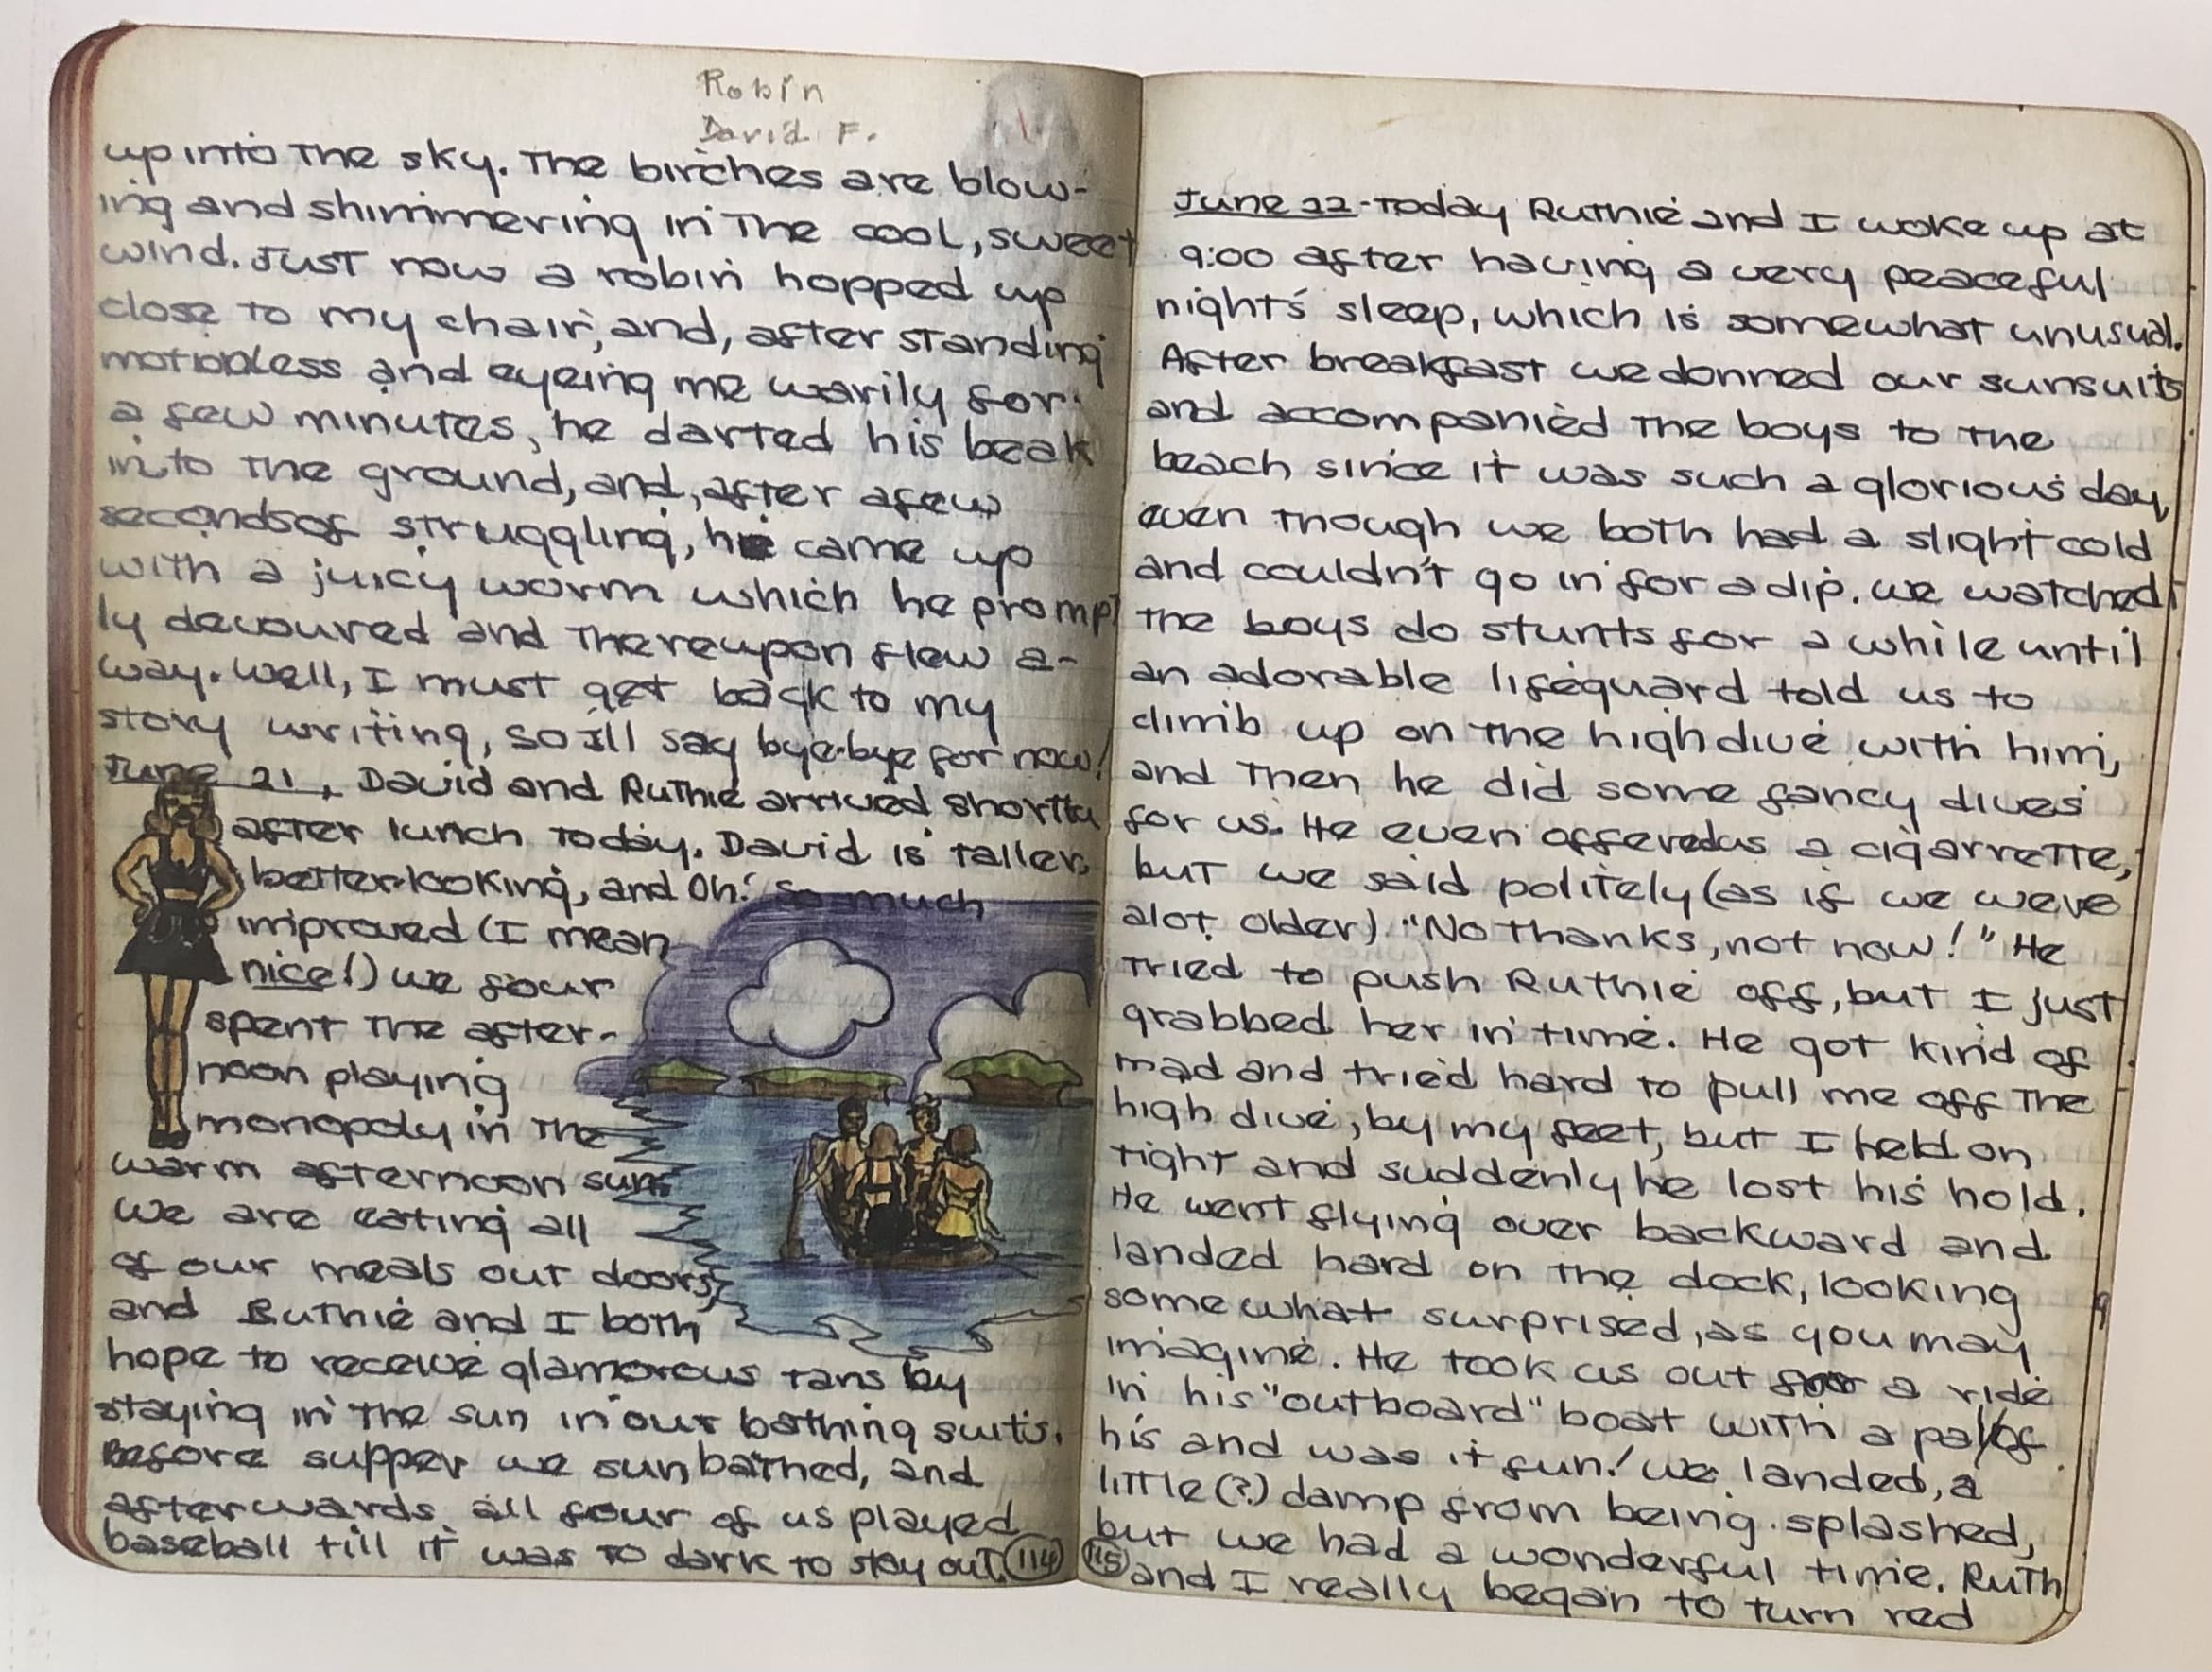 Robin
David F.
up into the sky. The birches are blow-
ing and shimmering in the cool, sweet
wind. Just now a robin hopped up
close to my chair, and, after standing
motionless and eyeing me warily for
a few minutes, he darted his beak
into the ground, and, after a few
seconds of struggling, he came up
with a juicy worm which he prompt
ly devoured and thereupon flew a-
way. Well, I must get back to my
story writing, so I'll say bye-bye for now!
June 21, David and Ruthie arrived shortly
after lunch today. David is taller,
better-looking, and Oh! so much
improved (I mean
nice!) we four
spent the after-
noon playing
monopoly in the
warm afternoon sun.
We are eating all
of our meals out doors,
and Ruthie and I both
hope to receive glamorous tans by
staying in the sun in our bathing suits.
Before supper we sunbathed, and
afterwards all four of us played
baseball till it was to dark to stay out. 114
June 22-Today Ruthie and I woke up at
9:00 after having a very peaceful
night's sleep, which is somewhat unusual.
After breakfast we donned our sunsuits
and accompanied the boys to the
beach since it was such a glorious day,
even though we both had a slight cold
and couldn't go in for a dip. We watched
the boys do stunts for a while until
an adorable lifeguard told us to
climb up on the high dive with him,
and then he did some fancy dives
for us. He even offered us a cigarrette,
but we said politely (as if we were
alot older) "No thanks, not now!" He
tried to push Ruthie off, but I just
grabbed her in time. He got kind of
mad and tried hard to pull me off the
high dive, by my feet, but I held on
tight and suddenly he lost his hold.
He went flying over backward and
landed hard on the dock, looking
somewhat surprised, as you may
imagine. He took us out for a ride
in his "outboard" boat with a pal of
his and was it fun! We landed, a
little (?) damp from being splashed,
but we had a wonderful time. Ruth
115 and I really began to turn red